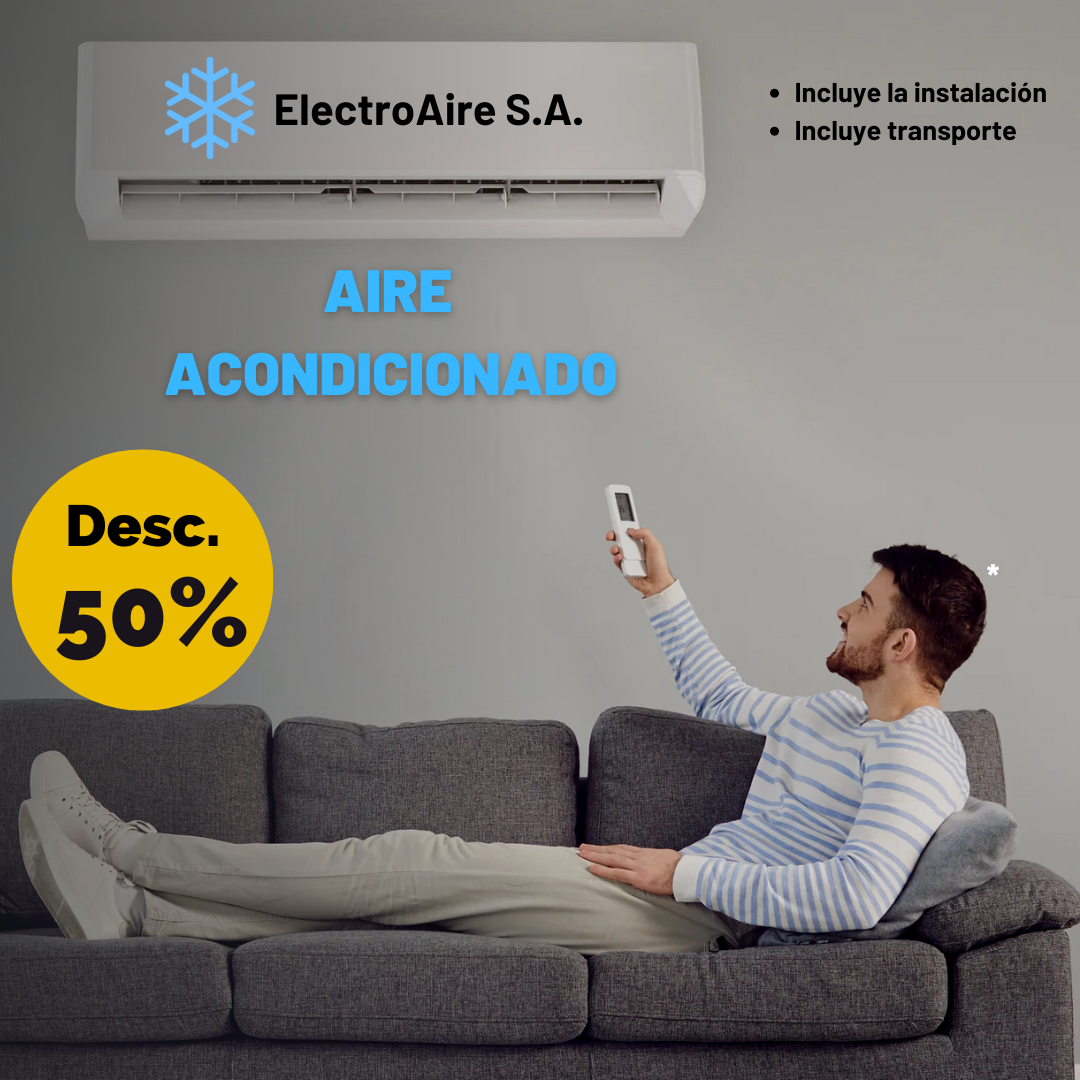 ElectroAire S.A.
• Incluye la instalación
• Incluye transporte
AIRE
ACONDICIONADO
Desc.
50%
*